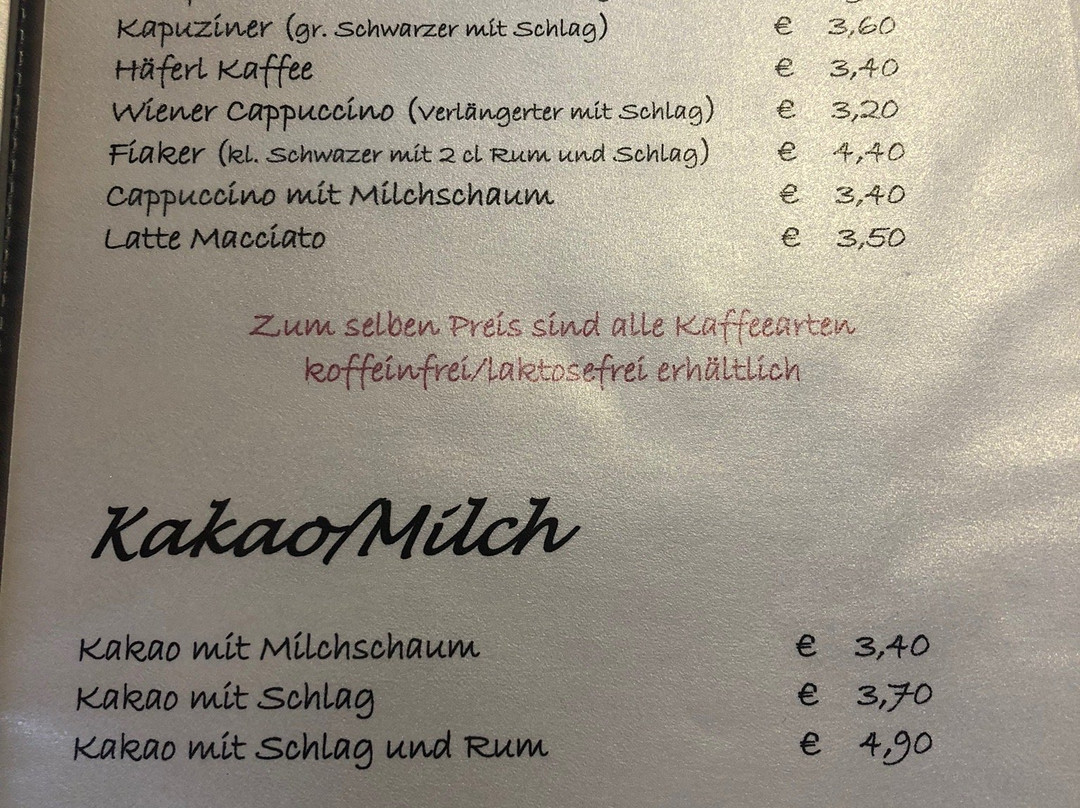 Kapuziner (gr. Schwarzer mit Schlag) € 3,60
Häferl Kaffee € 3,40
Wiener Cappuccino (Verlängerter mit Schlag) € 3,20
Fiaker (kl. Schwazer mit 2 cl Rum und Schlag) € 4,40
Cappuccino mit Milchschaum € 3,40
Latte Macciato € 3,50
Zum selben Preis sind alle Kaffeearten
koffeinfrei/laktosefrei erhältlich
Kakao/Milch
Kakao mit Milchschaum € 3,40
Kakao mit Schlag € 3,70
Kakao mit Schlag und Rum € 4,90